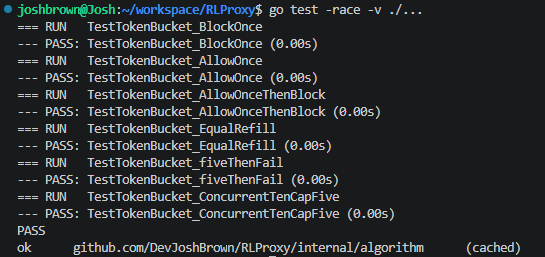 joshbrown@Josh:~/workspace/RLProxy$ go test -race -v ./...
=== RUN   TestTokenBucket_BlockOnce
--- PASS: TestTokenBucket_BlockOnce (0.00s)
=== RUN   TestTokenBucket_AllowOnce
--- PASS: TestTokenBucket_AllowOnce (0.00s)
=== RUN   TestTokenBucket_AllowOnceThenBlock
--- PASS: TestTokenBucket_AllowOnceThenBlock (0.00s)
=== RUN   TestTokenBucket_EqualRefill
--- PASS: TestTokenBucket_EqualRefill (0.00s)
=== RUN   TestTokenBucket_fiveThenFail
--- PASS: TestTokenBucket_fiveThenFail (0.00s)
=== RUN   TestTokenBucket_ConcurrentTenCapFive
--- PASS: TestTokenBucket_ConcurrentTenCapFive (0.00s)
PASS
ok      github.com/DevJoshBrown/RLProxy/internal/algorithm      (cached)